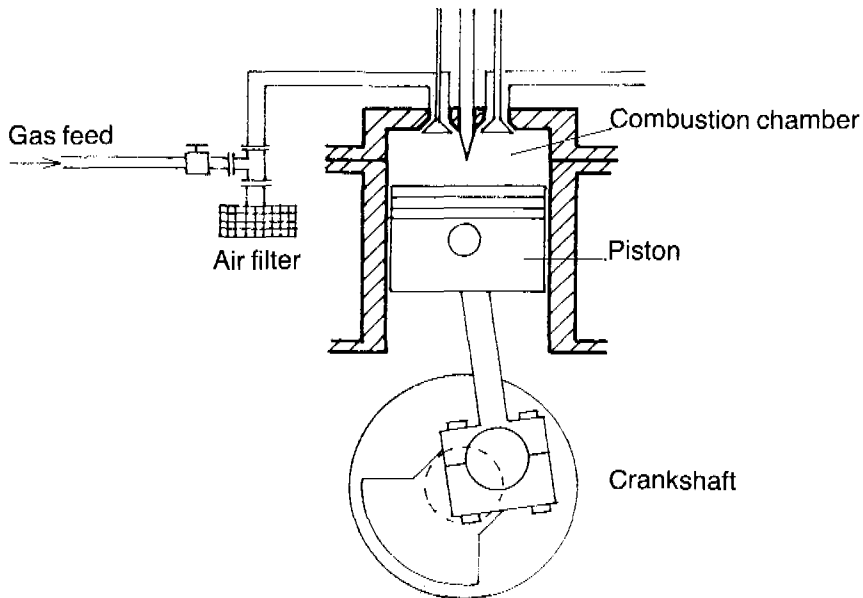 Gas feed
Combustion chamber
Air filter
Piston
Crankshaft